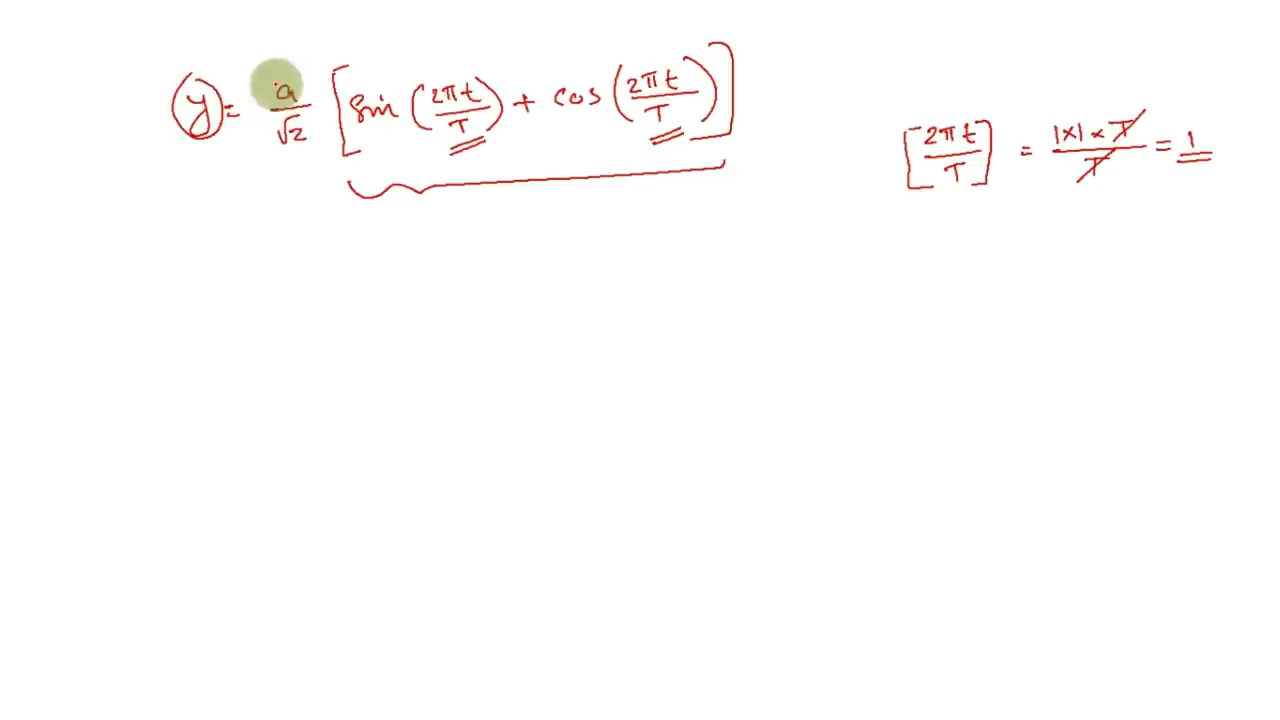 y = a/√2 [sin (2πt/T) + cos (2πt/T)]
[2πt/T] = 1×1×T/T = 1